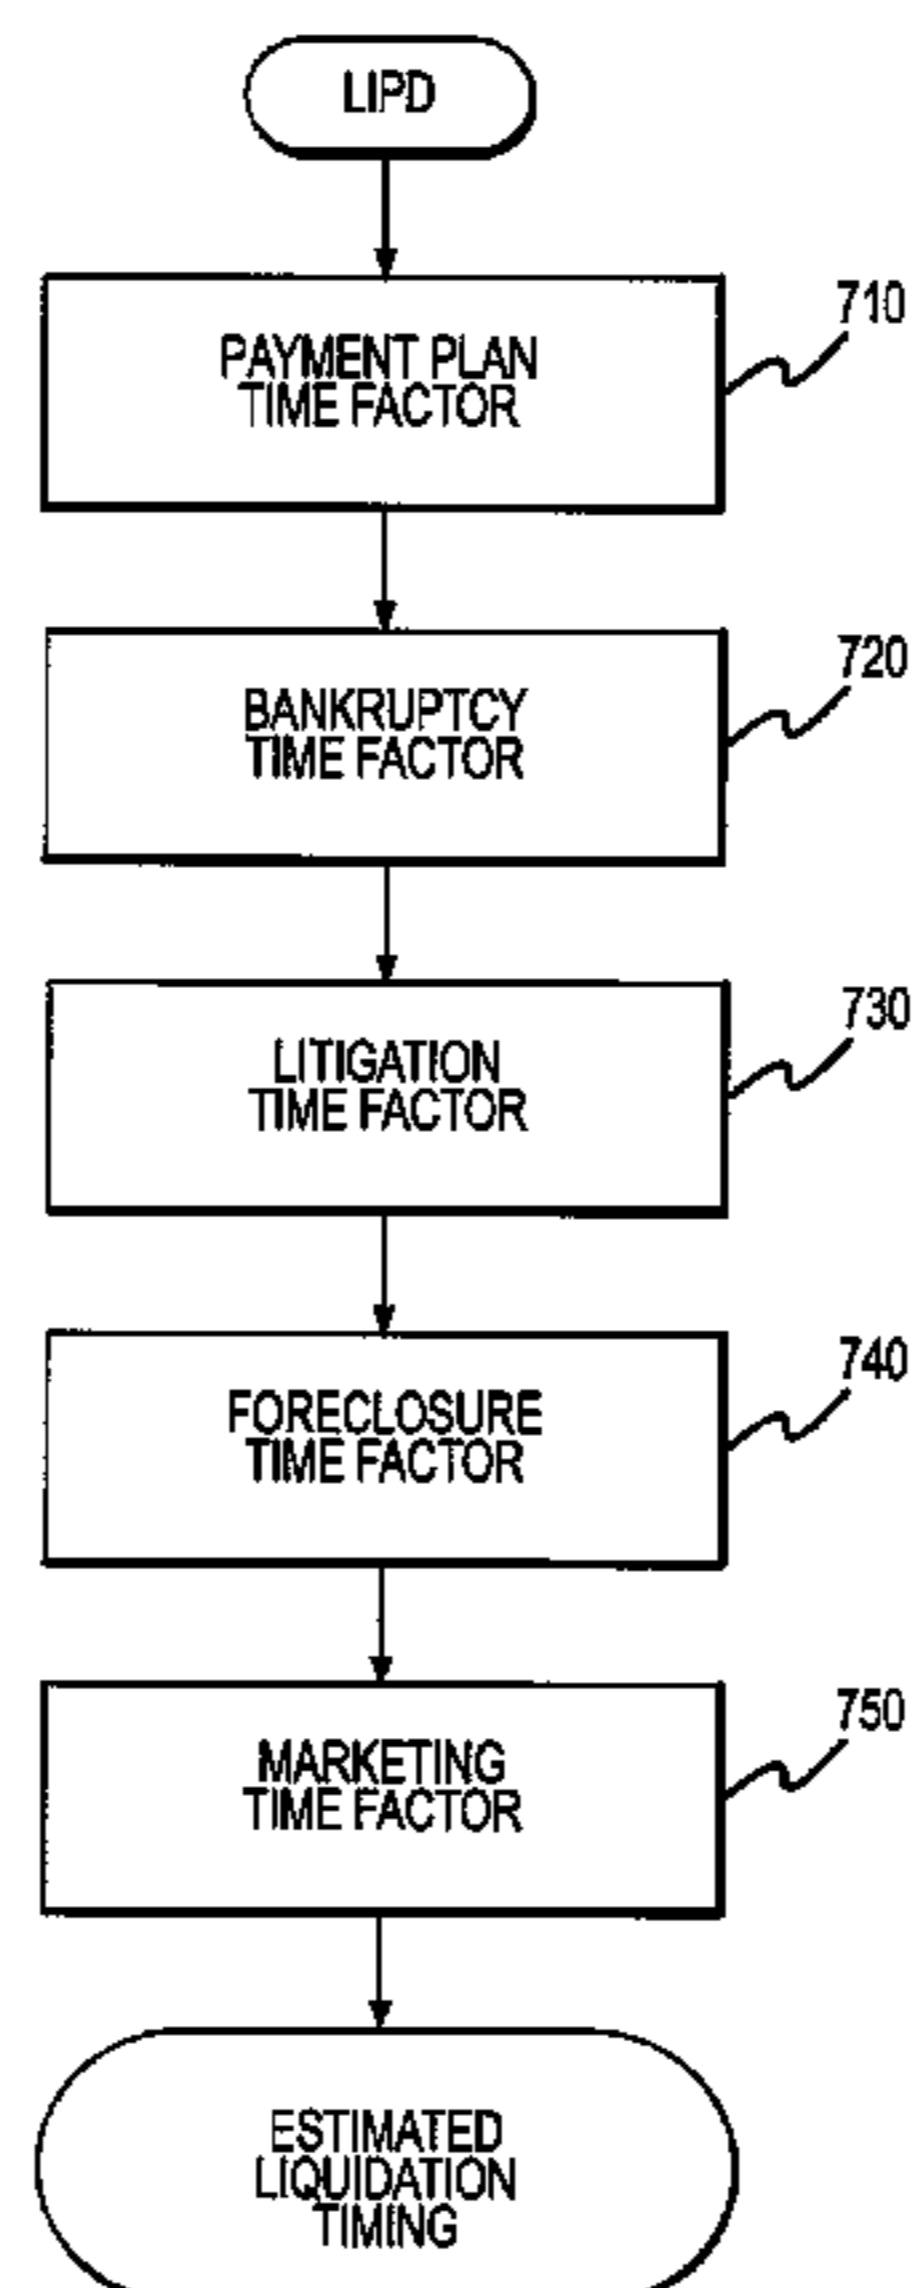 LIPD
710
PAYMENT PLAN
TIME FACTOR
720
BANKRUPTCY
TIME FACTOR
730
LITIGATION
TIME FACTOR
740
FORECLOSURE
TIME FACTOR
750
MARKETING
TIME FACTOR
ESTIMATED
LIQUIDATION
TIMING